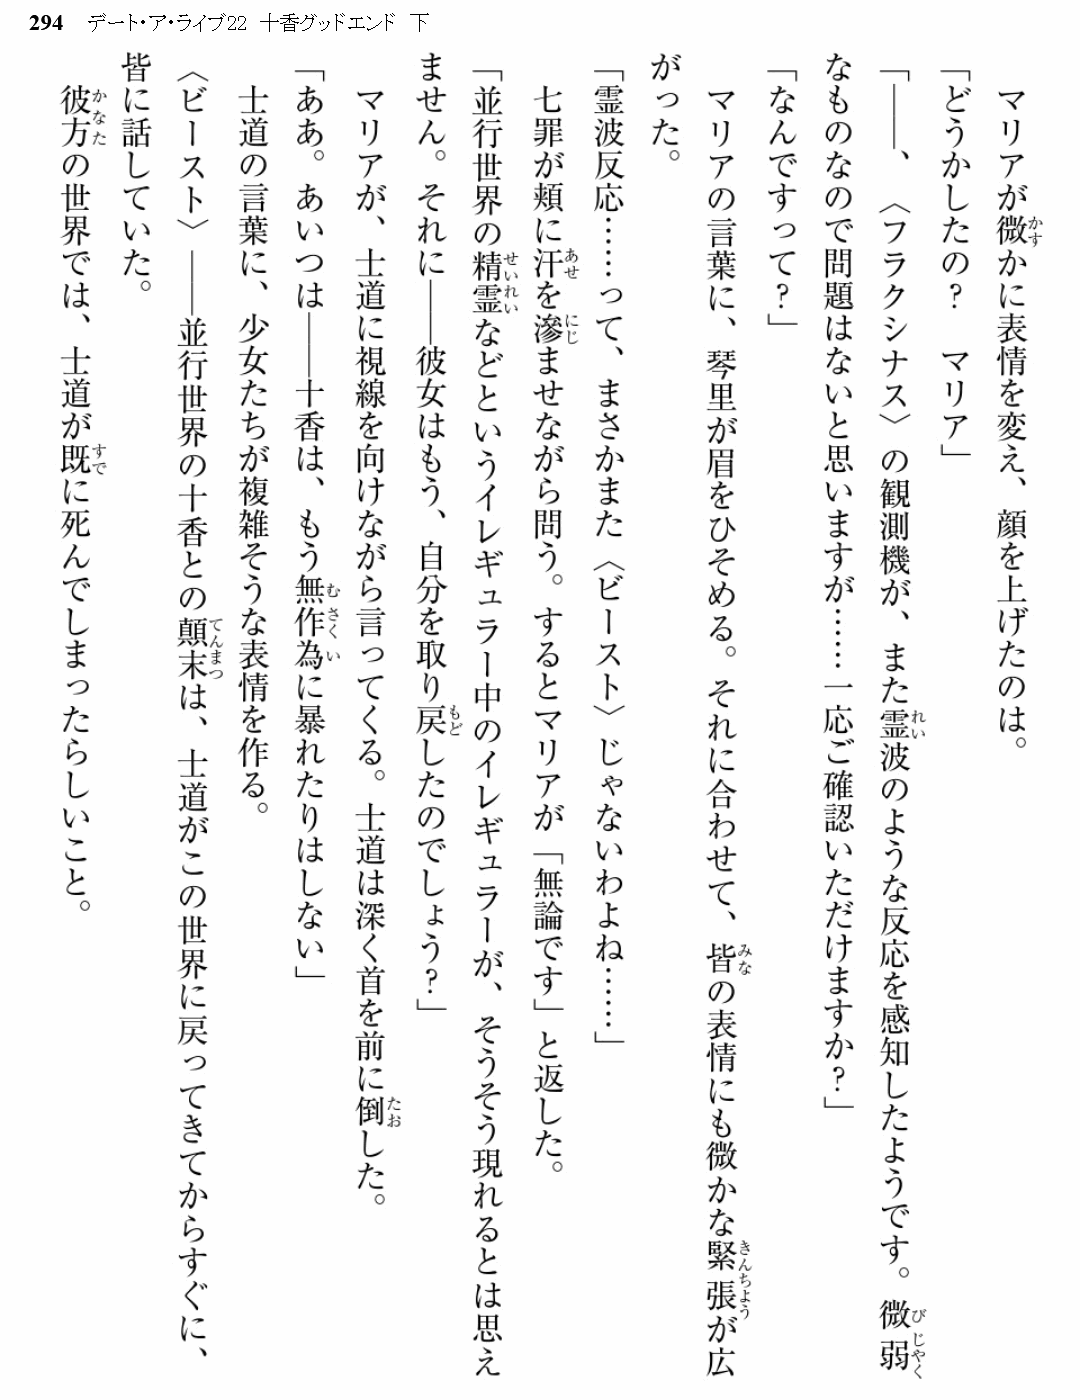 294 デート・ア・ライブ22 十香グッドエンド 下
マリアが微かに表情を変え、顔を上げたのは。
「どうかしたの? マリア」
「――、〈フラクシナス〉の観測機が、また霊波のような反応を感知したようです。微弱
なものなので問題はないと思いますが……一応ご確認いただけますか?」
「なんですって?」
マリアの言葉に、琴里が眉をひそめる。それに合わせて、皆の表情にも微かな緊張が広
がった。
「霊波反応……って、まさかまた〈ビースト〉じゃないわよね……」
七罪が頬に汗を滲ませながら問う。するとマリアが「無論です」と返した。
「並行世界の精霊などというイレギュラー中のイレギュラーが、そうそう現れるとは思え
ません。それに――彼女はもう、自分を取り戻したのでしょう?」
マリアが、士道に視線を向けながら言ってくる。士道は深く首を前に倒した。
「ああ。あいつは――十香は、もう無作為に暴れたりはしない」
士道の言葉に、少女たちが複雑そうな表情を作る。
〈ビースト〉――並行世界の十香との顛末は、士道がこの世界に戻ってきてからすぐに、
皆に話していた。
彼方の世界では、士道が既に死んでしまったらしいこと。